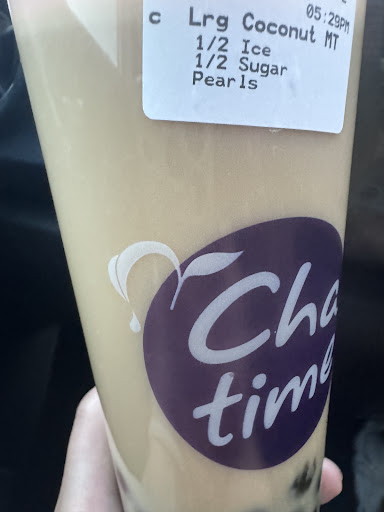 05:29PM
c Lrg Coconut MT
1/2 Ice
1/2 Sugar
Pearls
Cha
time